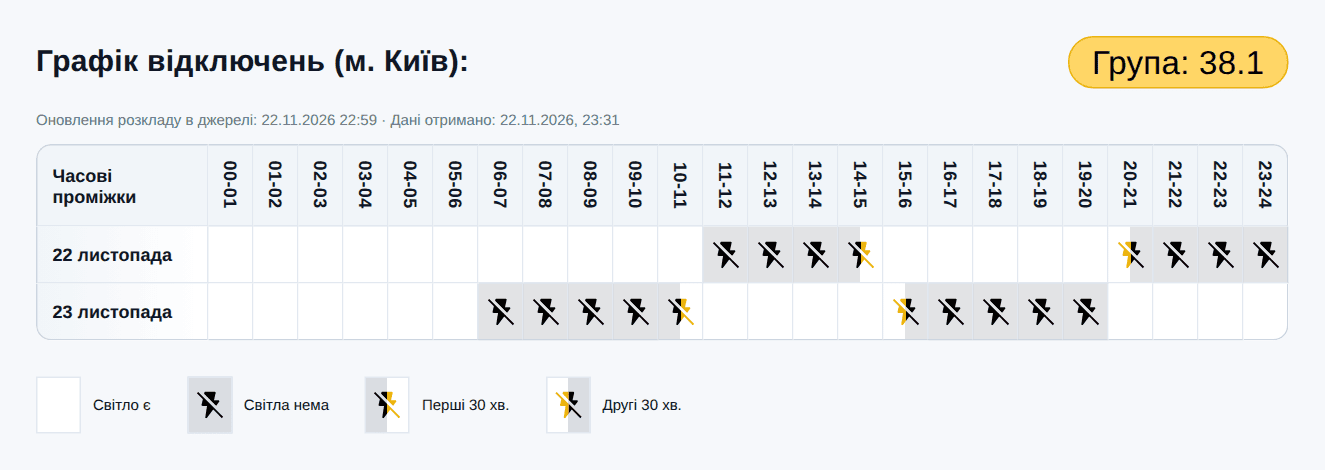 Графік відключень (м. Київ):
Група: 38.1
Оновлення розкладу в джерелі: 22.11.2026 22:59 · Дані отримано: 22.11.2026, 23:31
Часові
проміжки
00-01
01-02
02-03
03-04
04-05
05-06
06-07
07-08
08-09
09-10
10-11
11-12
12-13
13-14
14-15
15-16
16-17
17-18
18-19
19-20
20-21
21-22
22-23
23-24
22 листопада
23 листопада
Світло є
Світла нема
Перші 30 хв.
Другі 30 хв.